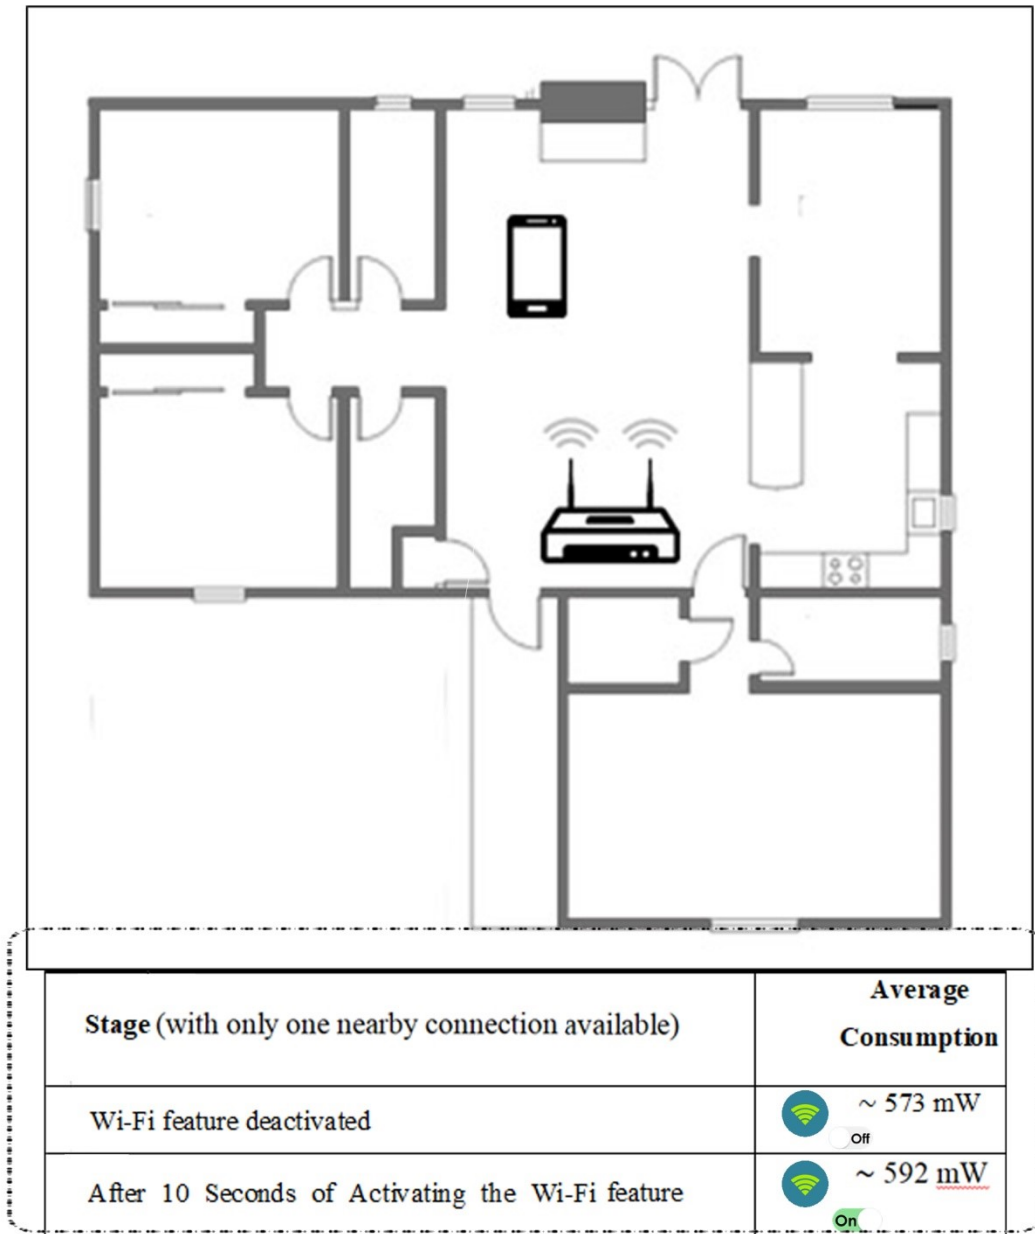 Stage (with only one nearby connection available)
Average
Consumption
Wi-Fi feature deactivated
~ 573 mW
Off
After 10 Seconds of Activating the Wi-Fi feature
~ 592 mW
On